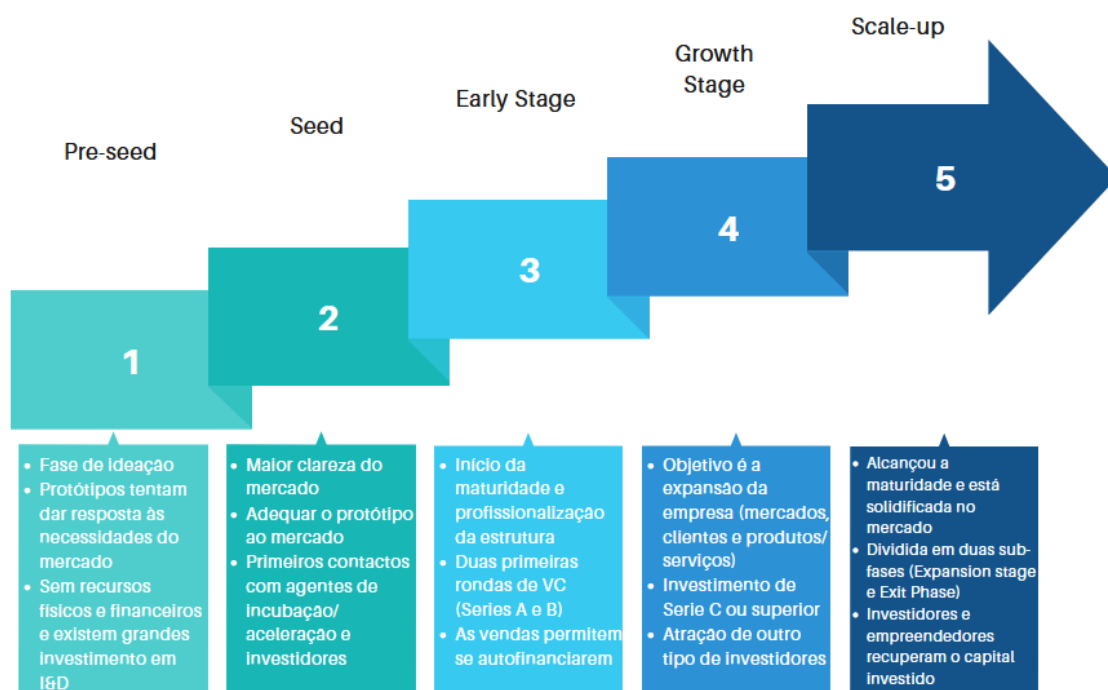 Pre-seed
Seed
Early Stage
Growth
Stage
Scale-up
1
2
3
4
5
• Fase de ideação
• Protótipos tentam
dar resposta às
necessidades do
mercado
• Sem recursos
físicos e financeiros
e existem grandes
investimento em
I&D
• Maior clareza do
mercado
• Adequar o protótipo
ao mercado
• Primeiros contactos
com agentes de
incubação/
aceleração e
investidores
• Início da
maturidade e
profissionalização
da estrutura
• Duas primeiras
rondas de VC
(Series A e B)
• As vendas permitem
se autofinanciarem
• Objetivo é a
expansão da
empresa (mercados,
clientes e produtos/
serviços)
• Investimento de
Serie C ou superior
• Atração de outro
tipo de investidores
• Alcançou a
maturidade e está
solidificada no
mercado
• Dividida em duas sub-
fases (Expansion stage
e Exit Phase)
• Investidores e
empreendedores
recuperam o capital
investido